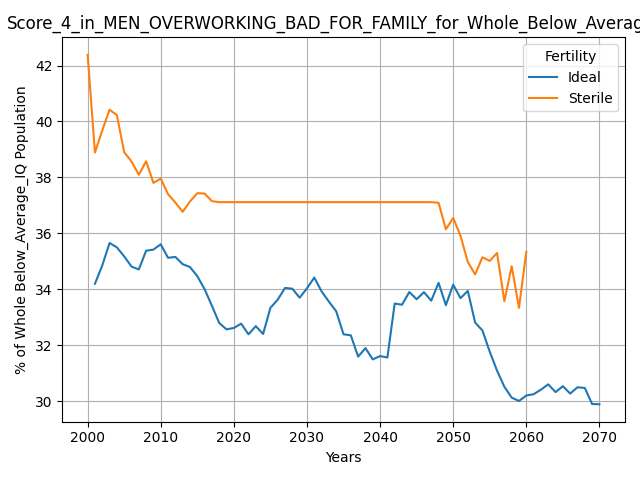 Score_4_in_MEN_OVERWORKING_BAD_FOR_FAMILY_for_Whole_Below_Averag
Fertility
Ideal
Sterile
% of Whole Below_Average_IQ Population
42
40
38
36
34
32
30
2000 2010 2020 2030 2040 2050 2060 2070
Years